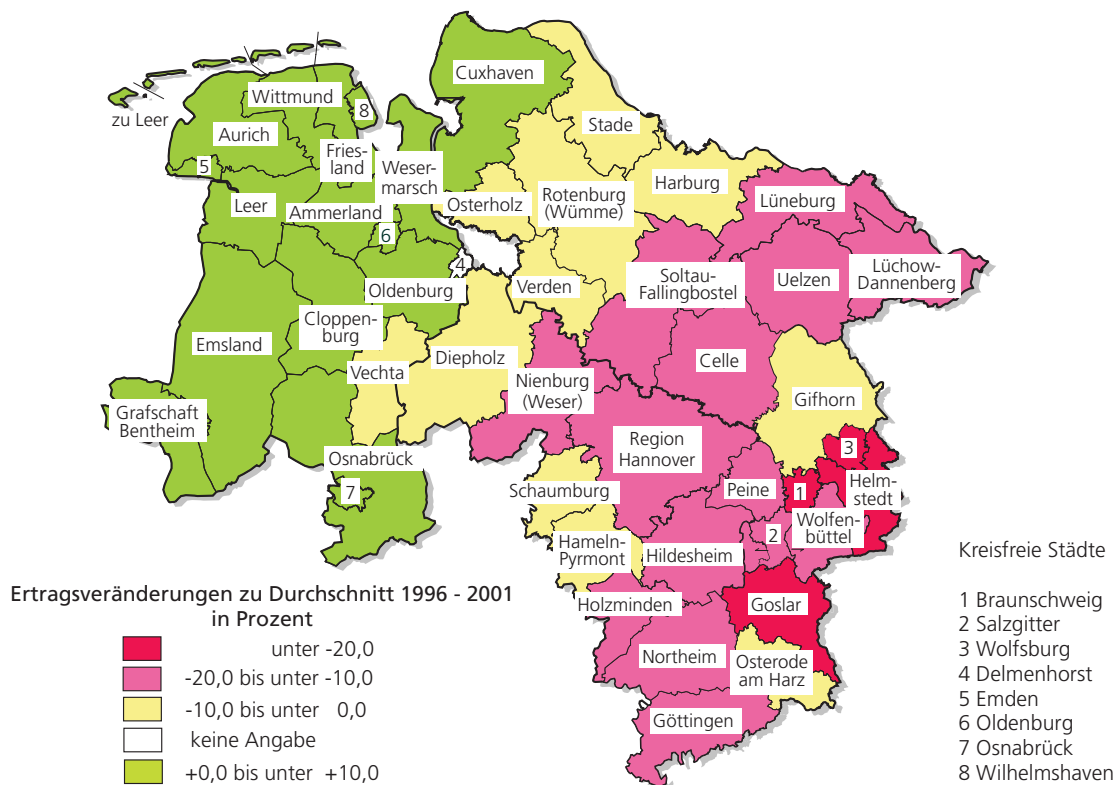 Cuxhaven
Wittmund
8
zu Leer
Stade
Aurich
Fries-
land
Weser-
marsch
5
Harburg
Rotenburg
(Wümme)
Leer
Ammerland
Osterholz
Lüneburg
6
4
Soltau-
Fallingbostel
Uelzen
Lüchow-
Dannenberg
Oldenburg
Verden
Cloppen-
burg
Emsland
Diepholz
Celle
Vechta
Nienburg
(Weser)
Gifhorn
Grafschaft
Bentheim
Region
Hannover
3
Osnabrück
Helm-
stedt
7
Schaumburg
Peine
1
Wolfen-
büttel
2
Hameln-
Pyrmont
Hildesheim
Holzminden
Goslar
Northeim
Osterode
am Harz
Göttingen
Ertragsveränderungen zu Durchschnitt 1996 - 2001
in Prozent
unter -20,0
-20,0 bis unter -10,0
-10,0 bis unter 0,0
keine Angabe
+0,0 bis unter +10,0
Kreisfreie Städte
1 Braunschweig
2 Salzgitter
3 Wolfsburg
4 Delmenhorst
5 Emden
6 Oldenburg
7 Osnabrück
8 Wilhelmshaven